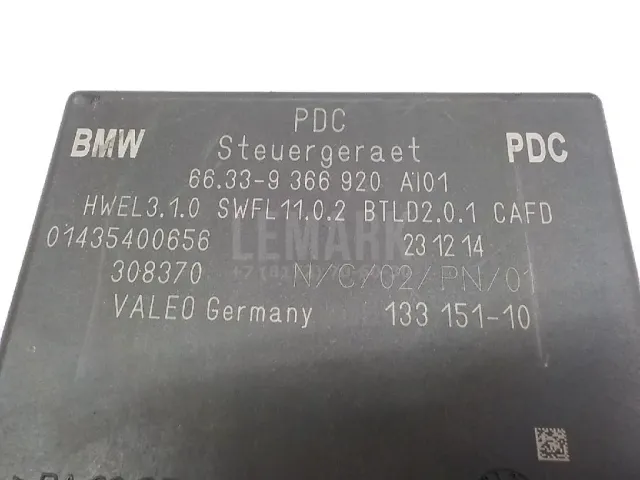 PDC
BMW Steuergeraet PDC
66.33-9 366 920 AI01
HWEL3.1.0 SWFL11.0.2 BTLD2.0.1 CAFD
LEMARK
01435400656 23 12 14
308370 N/C/02/PN/01
VALEO Germany 133 151-10